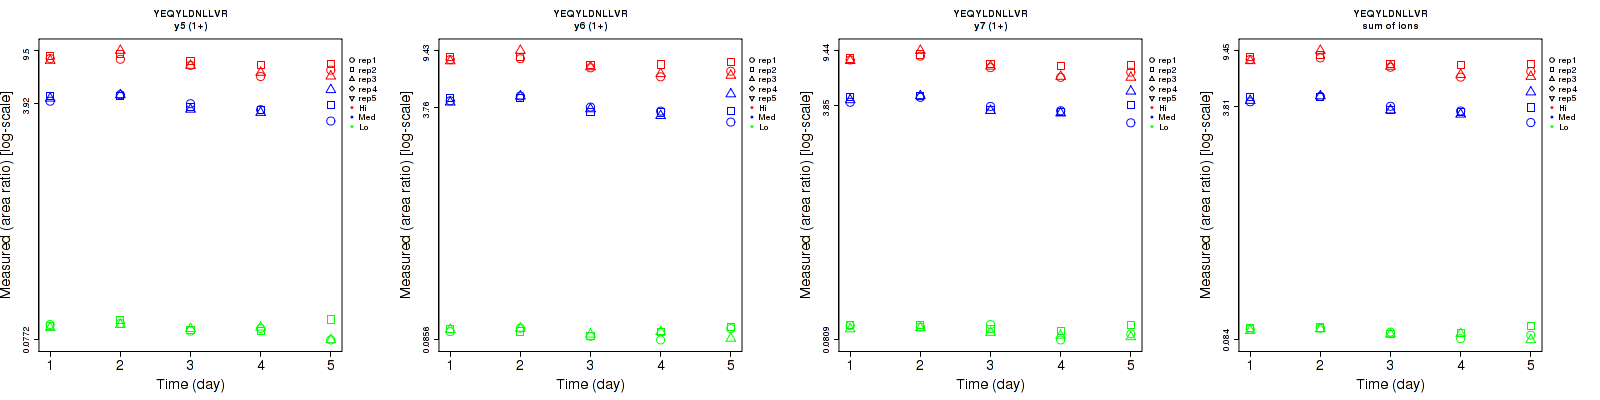 YEQYLDNLLVR
y5 (1+)
Measured (area ratio) [log-scale]
9.5
3.92
0.0772
1 2 3 4 5
Time (day)
rep1
rep2
rep3
rep4
rep5
Hi
Med
Lo
YEQYLDNLLVR
y6 (1+)
Measured (area ratio) [log-scale]
9.43
3.76
0.0856
1 2 3 4 5
Time (day)
rep1
rep2
rep3
rep4
rep5
Hi
Med
Lo
YEQYLDNLLVR
y7 (1+)
Measured (area ratio) [log-scale]
9.44
3.85
0.0809
1 2 3 4 5
Time (day)
rep1
rep2
rep3
rep4
rep5
Hi
Med
Lo
YEQYLDNLLVR
sum of ions
Measured (area ratio) [log-scale]
9.45
3.81
0.084
1 2 3 4 5
Time (day)
rep1
rep2
rep3
rep4
rep5
Hi
Med
Lo